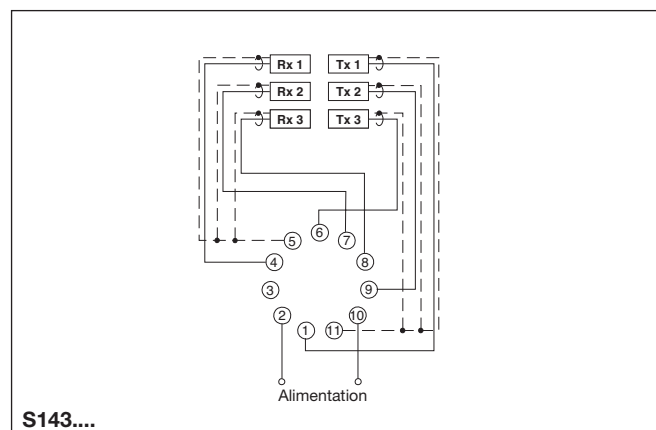 Rx 1 Tx 1
Rx 2 Tx 2
Rx 3 Tx 3
6
5 7
4 8
3 9
2 10
1 11
Alimentation
S143....